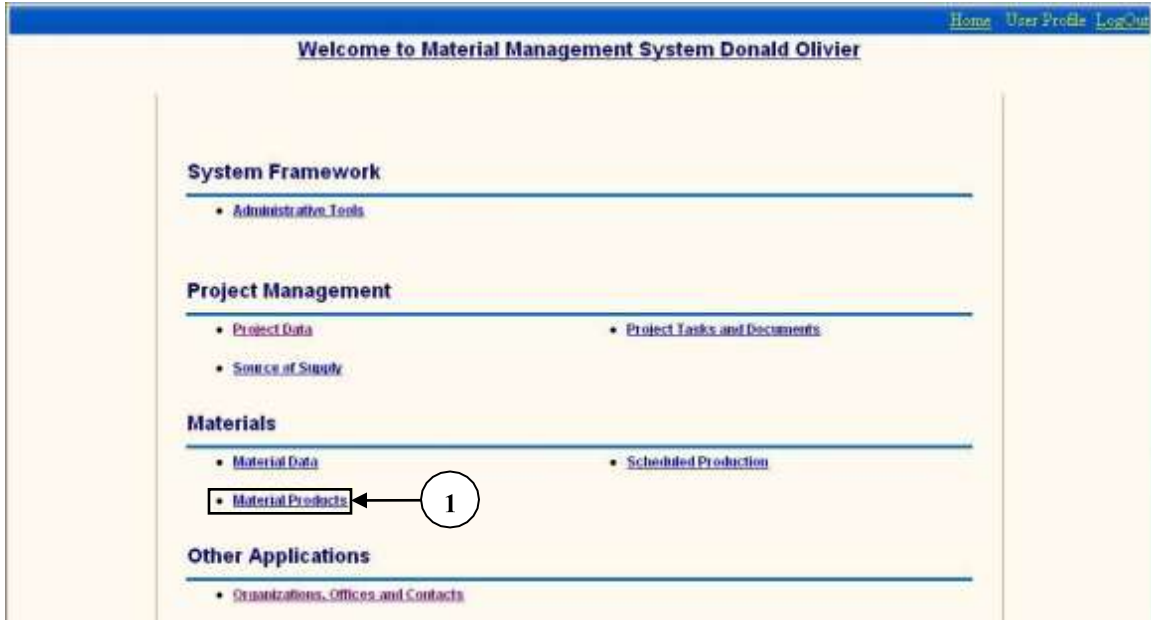 Home User Profile LogOut
Welcome to Material Management System Donald Olivier
System Framework
• Administrative Tools
Project Management
• Project Data • Project Tasks and Documents
• Source of Supply
Materials
• Material Data • Scheduled Production
• Material Products 1
Other Applications
• Organizations, Offices and Contacts